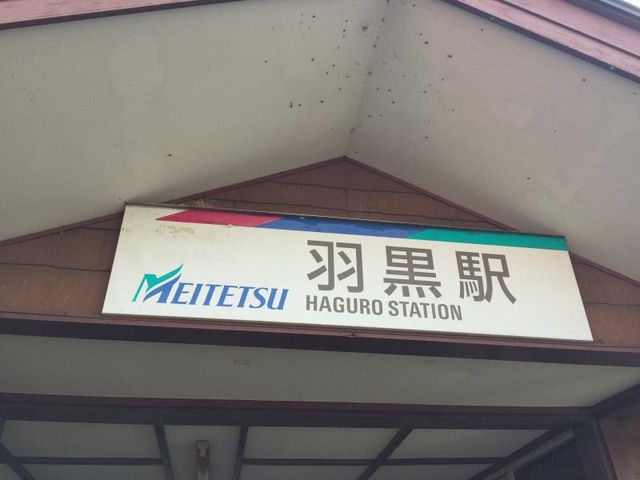 MEITETSU 羽黒駅
HAGURO STATION